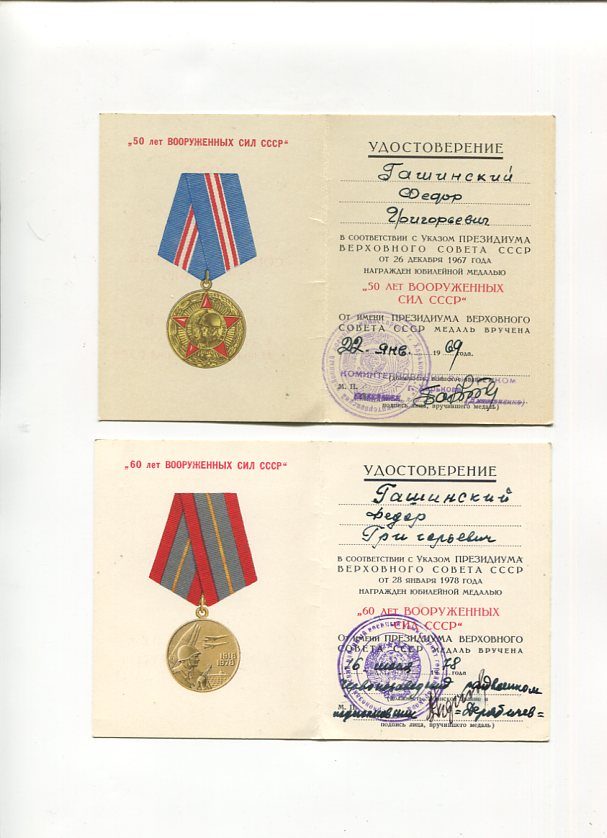 „50 лет ВООРУЖЕННЫХ СИЛ СССР"
УДОСТОВЕРЕНИЕ
Гашинский
Федор
Григорьевич
В СООТВЕТСТВИИ С УКАЗОМ ПРЕЗИДИУМА
ВЕРХОВНОГО СОВЕТА СССР
ОТ 26 ДЕКАБРЯ 1967 ГОДА
НАГРАЖДЕН ЮБИЛЕЙНОЙ МЕДАЛЬЮ
„50 ЛЕТ ВООРУЖЕННЫХ
СИЛ СССР"
ОТ ИМЕНИ ПРЕЗИДИУМА ВЕРХОВНОГО
СОВЕТА СССР МЕДАЛЬ ВРУЧЕНА
22. янв. 1969 года.
М. П.
подпись лица, вручившего медаль)
„60 лет ВООРУЖЕННЫХ СИЛ СССР"
1918
1978
УДОСТОВЕРЕНИЕ
Гашинский
Федор
Григорьевич
В СООТВЕТСТВИИ С УКАЗОМ ПРЕЗИДИУМА
ВЕРХОВНОГО СОВЕТА СССР
ОТ 28 ЯНВАРЯ 1978 ГОДА
НАГРАЖДЕН ЮБИЛЕЙНОЙ МЕДАЛЬЮ
„60 ЛЕТ ВООРУЖЕННЫХ
СИЛ СССР"
ОТ ИМЕНИ ПРЕЗИДИУМА ВЕРХОВНОГО
СОВЕТА СССР МЕДАЛЬ ВРУЧЕНА
78
М.
подпись лица, вручившего медаль)